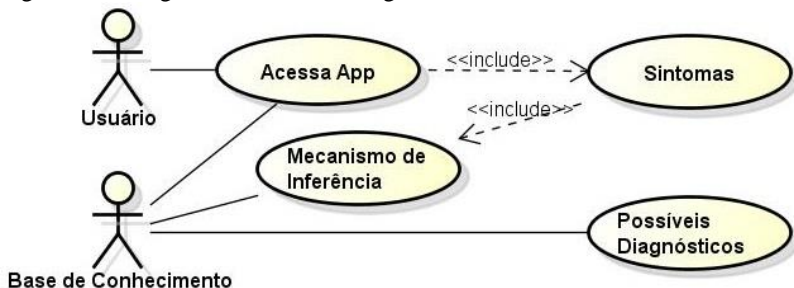 Acessa App
<<include>>
Sintomas
Usuário
<<include>>
Mecanismo de
Inferência
Possíveis
Diagnósticos
Base de Conhecimento